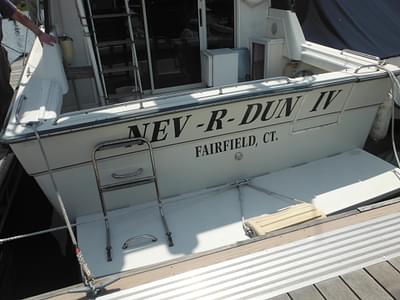 NEV -R- DUN IV
FAIRFIELD, CT.